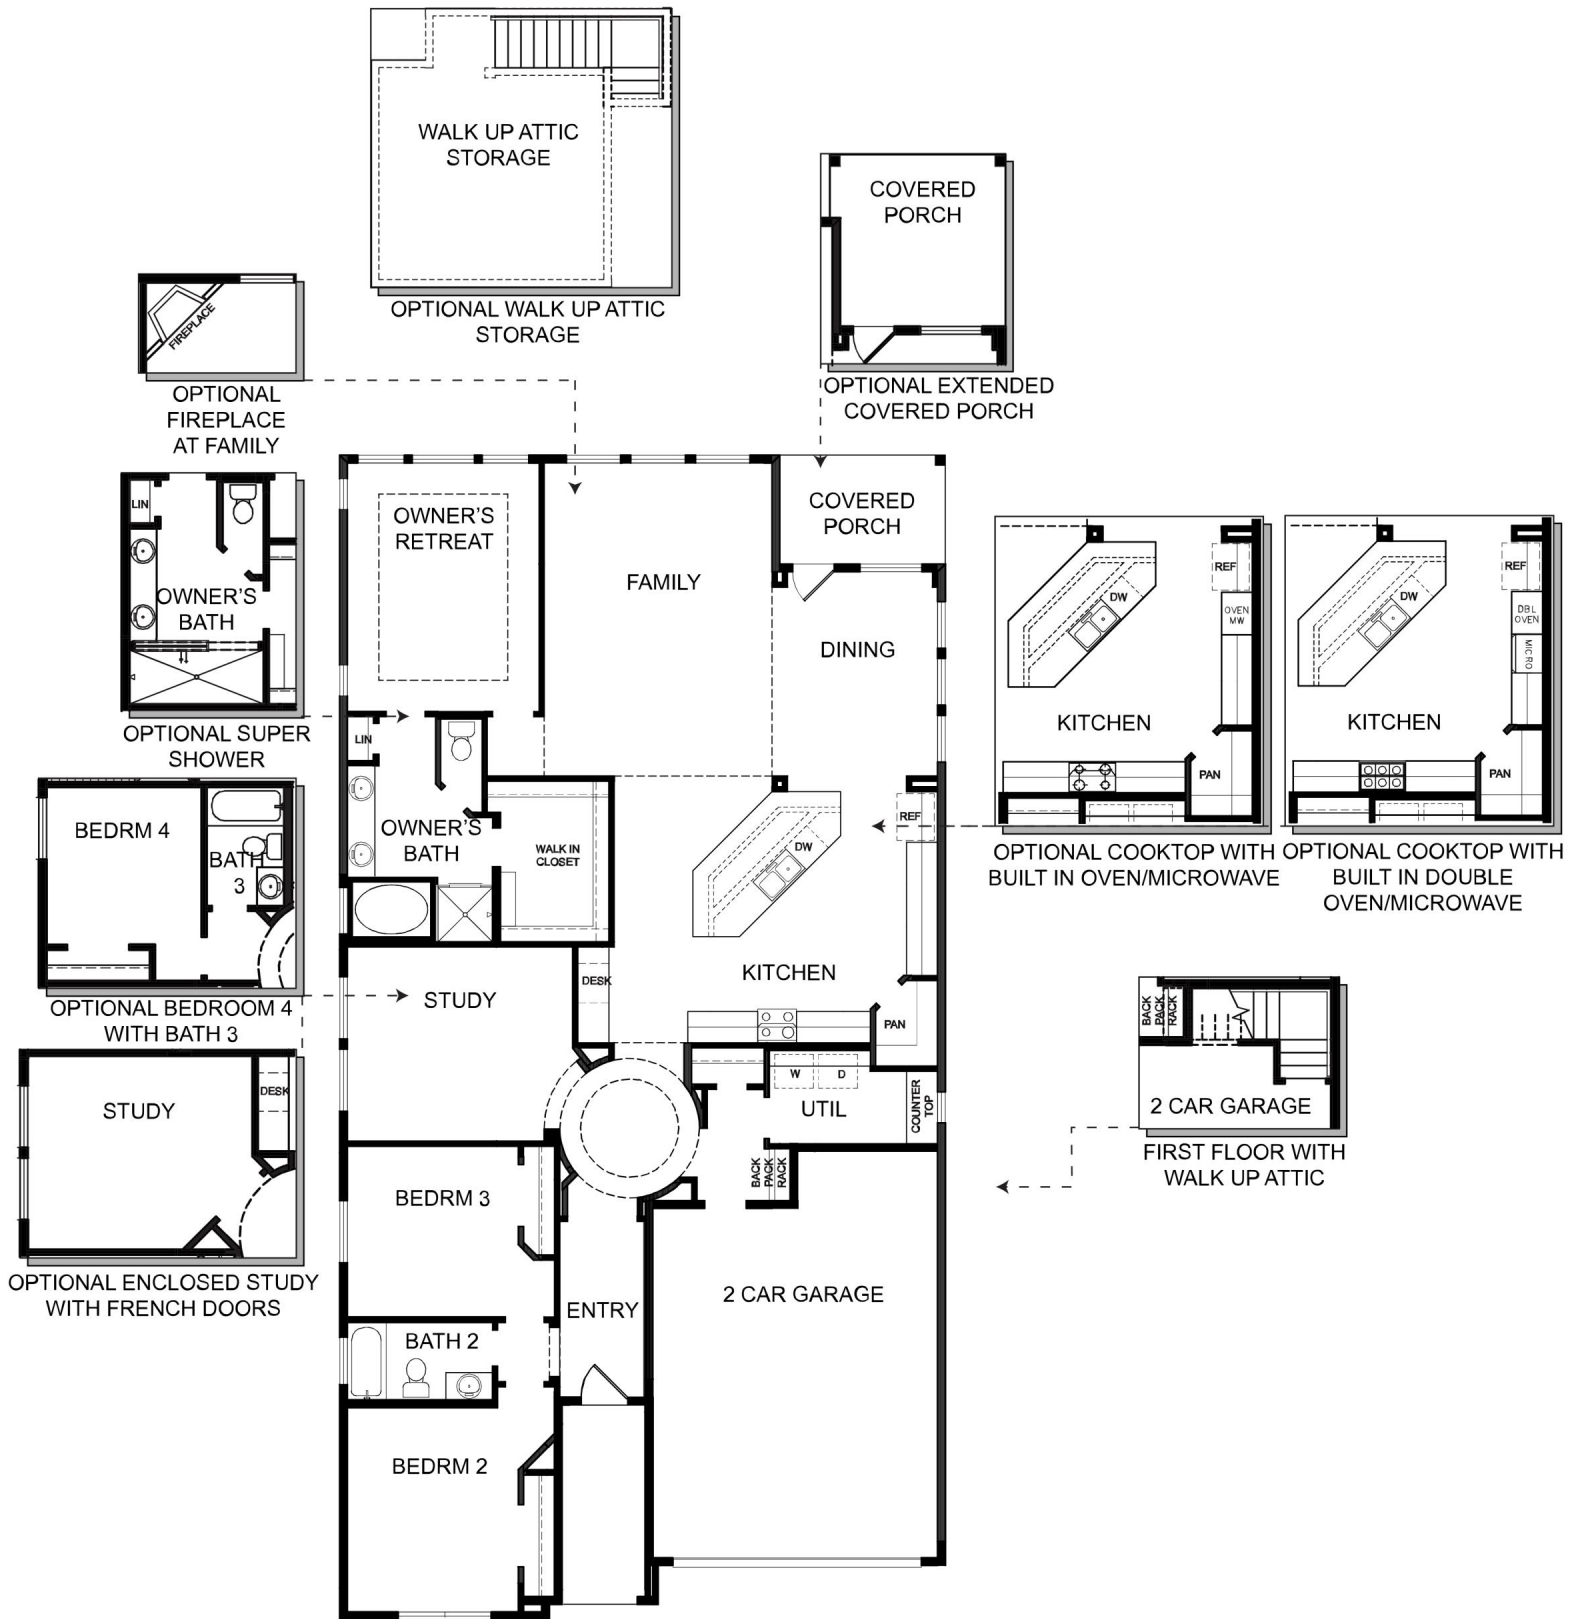 WALK UP ATTIC
STORAGE
OPTIONAL WALK UP ATTIC
STORAGE
COVERED
PORCH
OPTIONAL EXTENDED
COVERED PORCH
FIREPLACE
OPTIONAL
FIREPLACE
AT FAMILY
LIN
OWNER'S
BATH
OPTIONAL SUPER
SHOWER
BEDRM 4
BATH
3
OPTIONAL BEDROOM 4
WITH BATH 3
STUDY
DESK
OPTIONAL ENCLOSED STUDY
WITH FRENCH DOORS
OWNER'S
RETREAT
FAMILY
COVERED
PORCH
DINING
LIN
OWNER'S
BATH
WALK IN
CLOSET
DW
REF
KITCHEN
DESK
STUDY
PAN
W
D
UTIL
COUNTER
TOP
BACK
PACK
RACK
BEDRM 3
ENTRY
2 CAR GARAGE
BATH 2
BEDRM 2
REF
DW
OVEN
MW
KITCHEN
PAN
OPTIONAL COOKTOP WITH
BUILT IN OVEN/MICROWAVE
REF
DW
DBL
OVEN
MICRO
KITCHEN
PAN
OPTIONAL COOKTOP WITH
BUILT IN DOUBLE
OVEN/MICROWAVE
BACK
PACK
RACK
2 CAR GARAGE
FIRST FLOOR WITH
WALK UP ATTIC